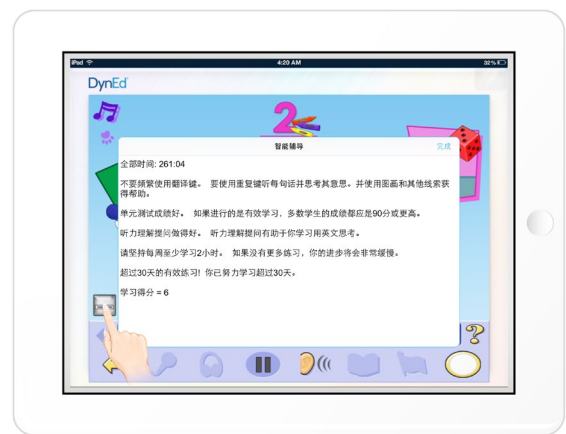 iPad
4:20 AM
32%
DynEd
2
智能辅导
完成
全部时间: 261:04
不要频繁使用翻译键。 要使用重复键听每句话并思考其意思。并使用图画和其他线索获
得帮助。
单元测试成绩好。 如果进行的是有效学习，多数学生的成绩都应是90分或更高。
听力理解提问做得好。 听力理解提问有助于你学习用英文思考。
请坚持每周至少学习2小时。 如果没有更多练习，你的进步将会非常缓慢。
超过30天的有效练习! 你已努力学习超过30天。
学习得分 = 6
?